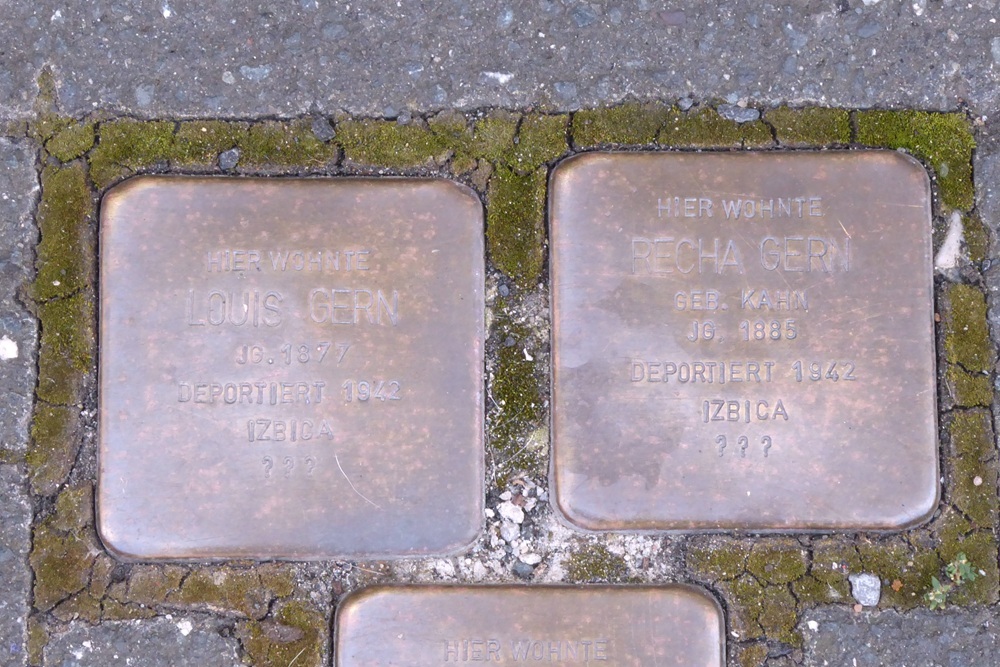 HIER WOHNTE
LOUIS GERN
JG. 1877
DEPORTIERT 1942
IZBICA
? ? ?
HIER WOHNTE
RECHA GERN
GEB. KAHN
JG. 1885
DEPORTIERT 1942
IZBICA
? ? ?
HIER WOHNTE